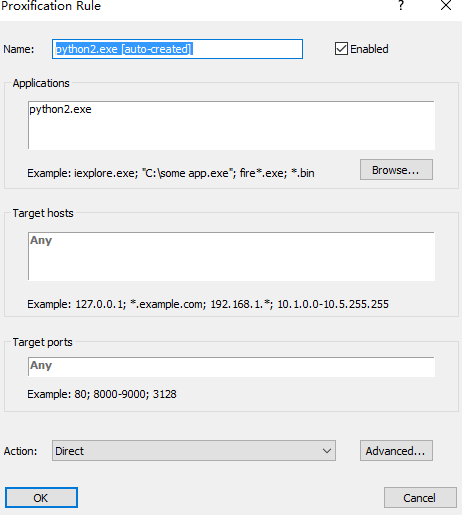 Proxification Rule
?
Name:
python2.exe [auto-created]
Enabled
Applications
python2.exe
Example: iexplore.exe; "C:\some app.exe"; fire*.exe; *.bin
Browse...
Target hosts
Any
Example: 127.0.0.1; *.example.com; 192.168.1.*; 10.1.0.0-10.5.255.255
Target ports
Any
Example: 80; 8000-9000; 3128
Action:
Direct
Advanced...
OK
Cancel